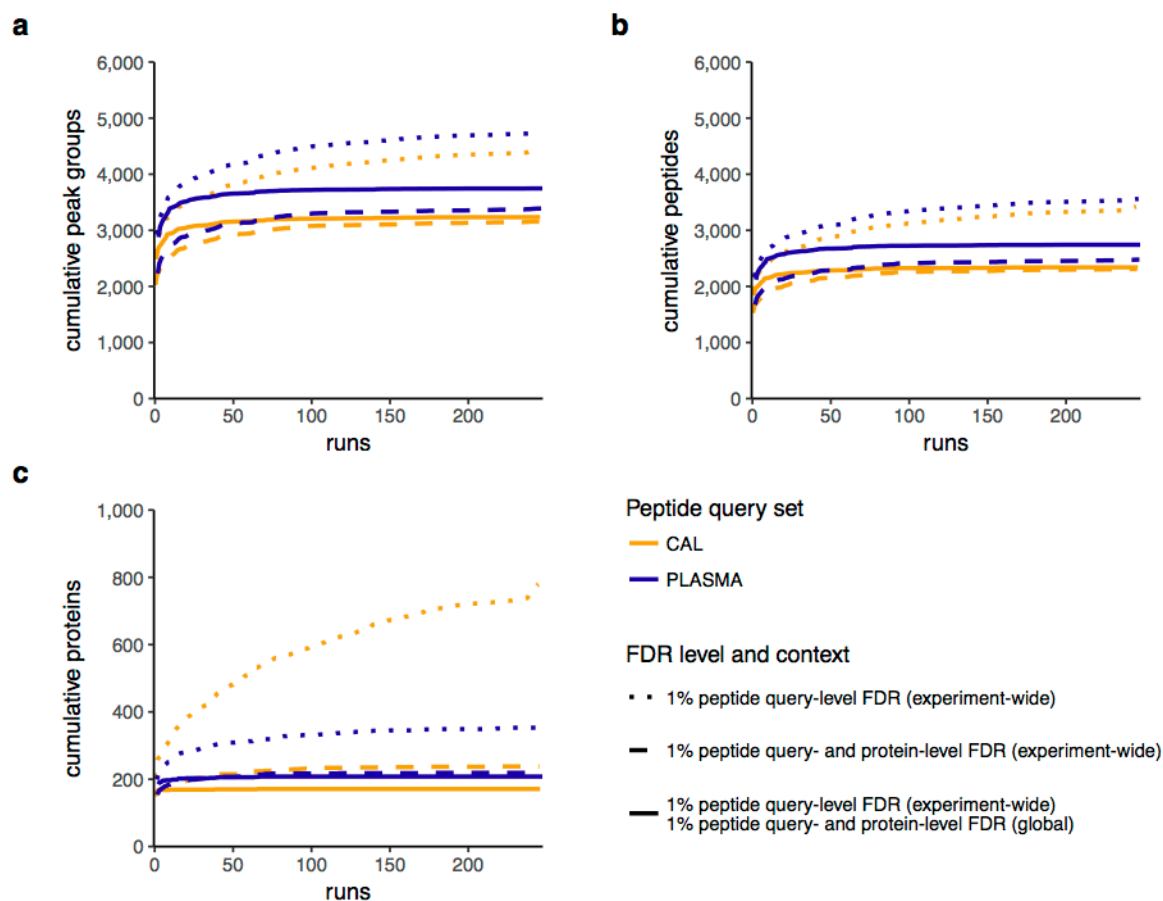 a
6,000
5,000
4,000
3,000
2,000
1,000
0
cumulative peak groups
0 50 100 150 200
runs
b
6,000
5,000
4,000
3,000
2,000
1,000
0
cumulative peptides
0 50 100 150 200
runs
c
1,000
800
600
400
200
0
cumulative proteins
0 50 100 150 200
runs
Peptide query set
CAL
PLASMA
FDR level and context
1% peptide query-level FDR (experiment-wide)
1% peptide query- and protein-level FDR (experiment-wide)
1% peptide query-level FDR (experiment-wide)
1% peptide query- and protein-level FDR (global)